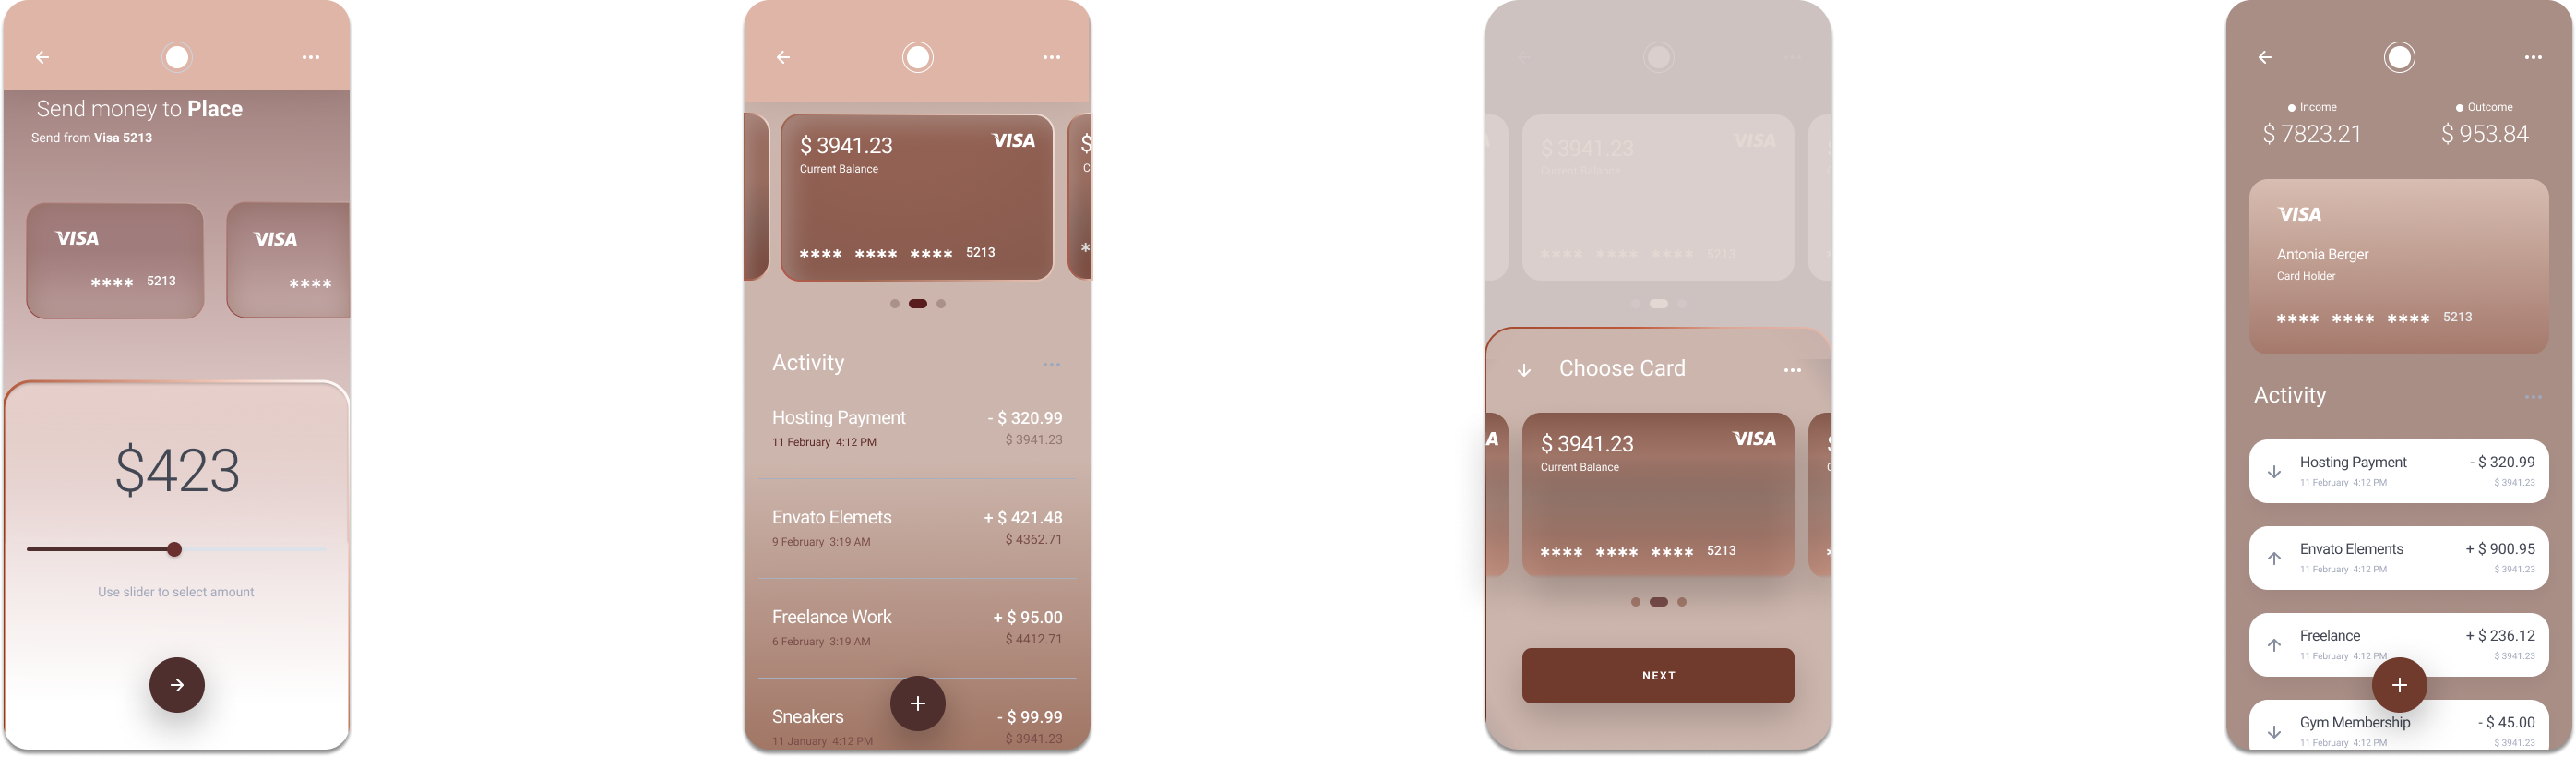 Send money to Place
Send from Visa 5213
VISA
**** 5213
VISA
****
$423
Use slider to select amount
$ 3941.23 VISA
Current Balance
**** **** **** 5213
$
C
*
Activity
Hosting Payment - $ 320.99
11 February 4:12 PM $ 3941.23
Envato Elemets + $ 421.48
9 February 3:19 AM $ 4362.71
Freelance Work + $ 95.00
6 February 3:19 AM $ 4412.71
Sneakers - $ 99.99
11 January 4:12 PM $ 3941.23
$ 3941.23 VISA
Current Balance
**** **** **** 5213
Choose Card
A
$ 3941.23 VISA
Current Balance
**** **** **** 5213
NEXT
Income Outcome
$ 7823.21 $ 953.84
VISA
Antonia Berger
Card Holder
**** **** **** 5213
Activity
Hosting Payment - $ 320.99
11 February 4:12 PM $ 3941.23
Envato Elements + $ 900.95
11 February 4:12 PM $ 3941.23
Freelance + $ 236.12
11 February 4:12 PM $ 3941.23
Gym Membership - $ 45.00
11 February 4:12 PM $ 3941.23